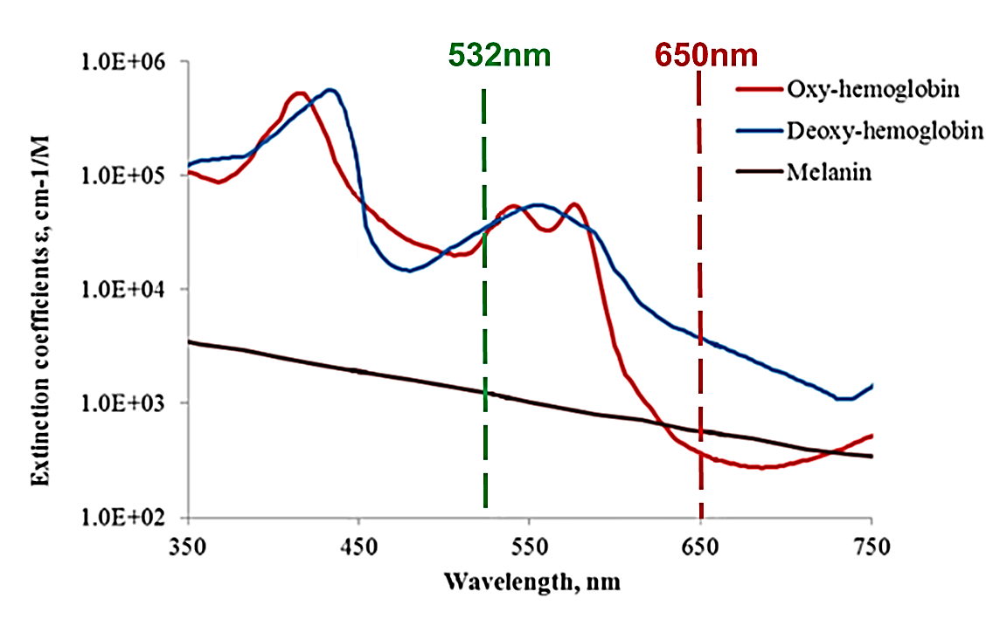 532nm
650nm
1.0E+06
1.0E+05
1.0E+04
1.0E+03
1.0E+02
Extinction coefficients ε, cm-1/M
Oxy-hemoglobin
Deoxy-hemoglobin
Melanin
350 450 550 650 750
Wavelength, nm